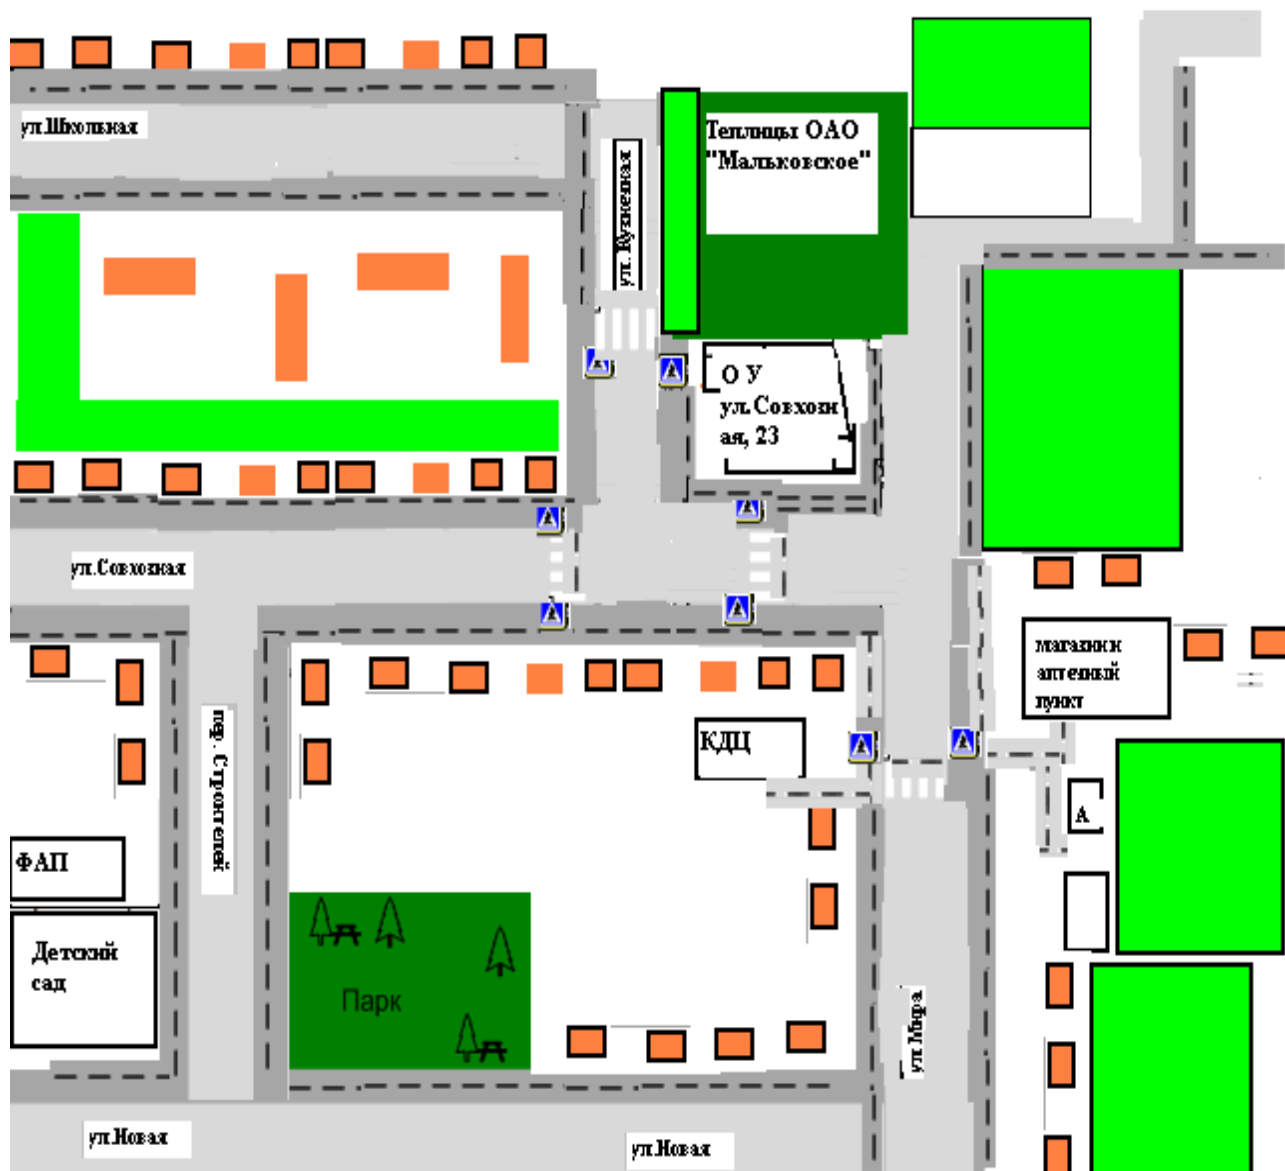 ул.Школьная
ул. Кузнечная
Теплицы ОАО
"Мальковское"
О У
ул.Совхозн
ая, 23
ул.Совхозная
магазин и
аптечный
пункт
пер. Строителей
КДЦ
А
ФАП
Детский
сад
Парк
ул.Мира
ул.Новая
ул.Новая